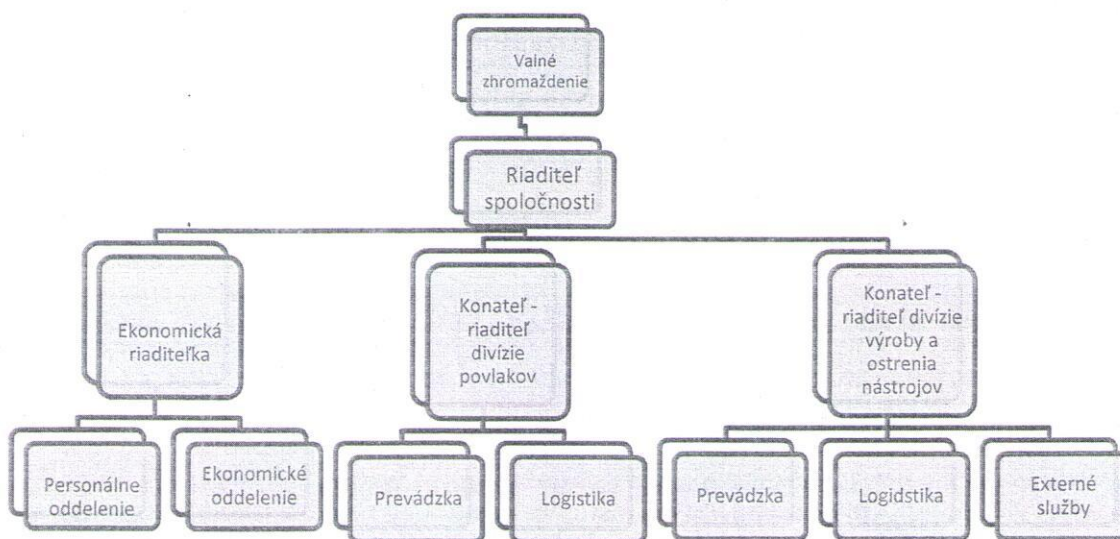 Valné
zhromaždenie
Riaditeľ
spoločnosti
Ekonomická
riaditeľka
Konateľ -
riaditeľ
divízie
povlakov
Konateľ -
riaditeľ divízie
výroby a
ostrenia
nástrojov
Personálne
oddelenie
Ekonomické
oddelenie
Prevádzka
Logistika
Prevádzka
Logidstika
Externé
služby